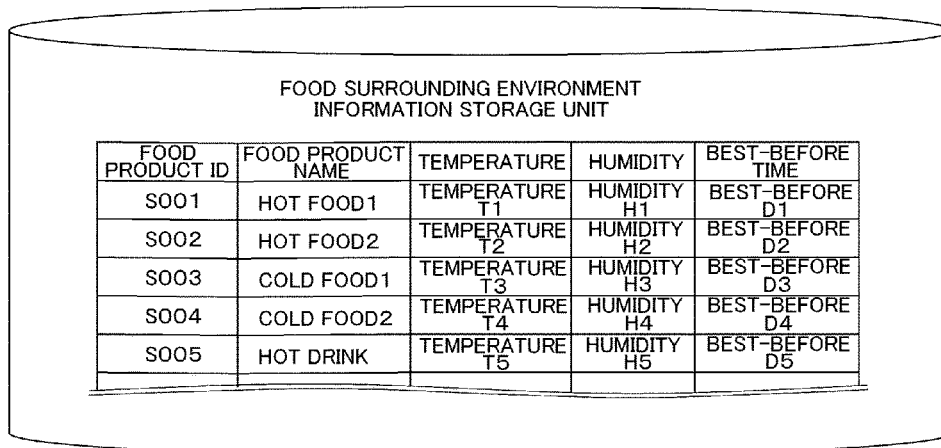 FOOD SURROUNDING ENVIRONMENT
INFORMATION STORAGE UNIT
FOOD PRODUCT ID FOOD PRODUCT NAME TEMPERATURE HUMIDITY BEST-BEFORE TIME
S001 HOT FOOD1 TEMPERATURE T1 HUMIDITY H1 BEST-BEFORE D1
S002 HOT FOOD2 TEMPERATURE T2 HUMIDITY H2 BEST-BEFORE D2
S003 COLD FOOD1 TEMPERATURE T3 HUMIDITY H3 BEST-BEFORE D3
S004 COLD FOOD2 TEMPERATURE T4 HUMIDITY H4 BEST-BEFORE D4
S005 HOT DRINK TEMPERATURE T5 HUMIDITY H5 BEST-BEFORE D5